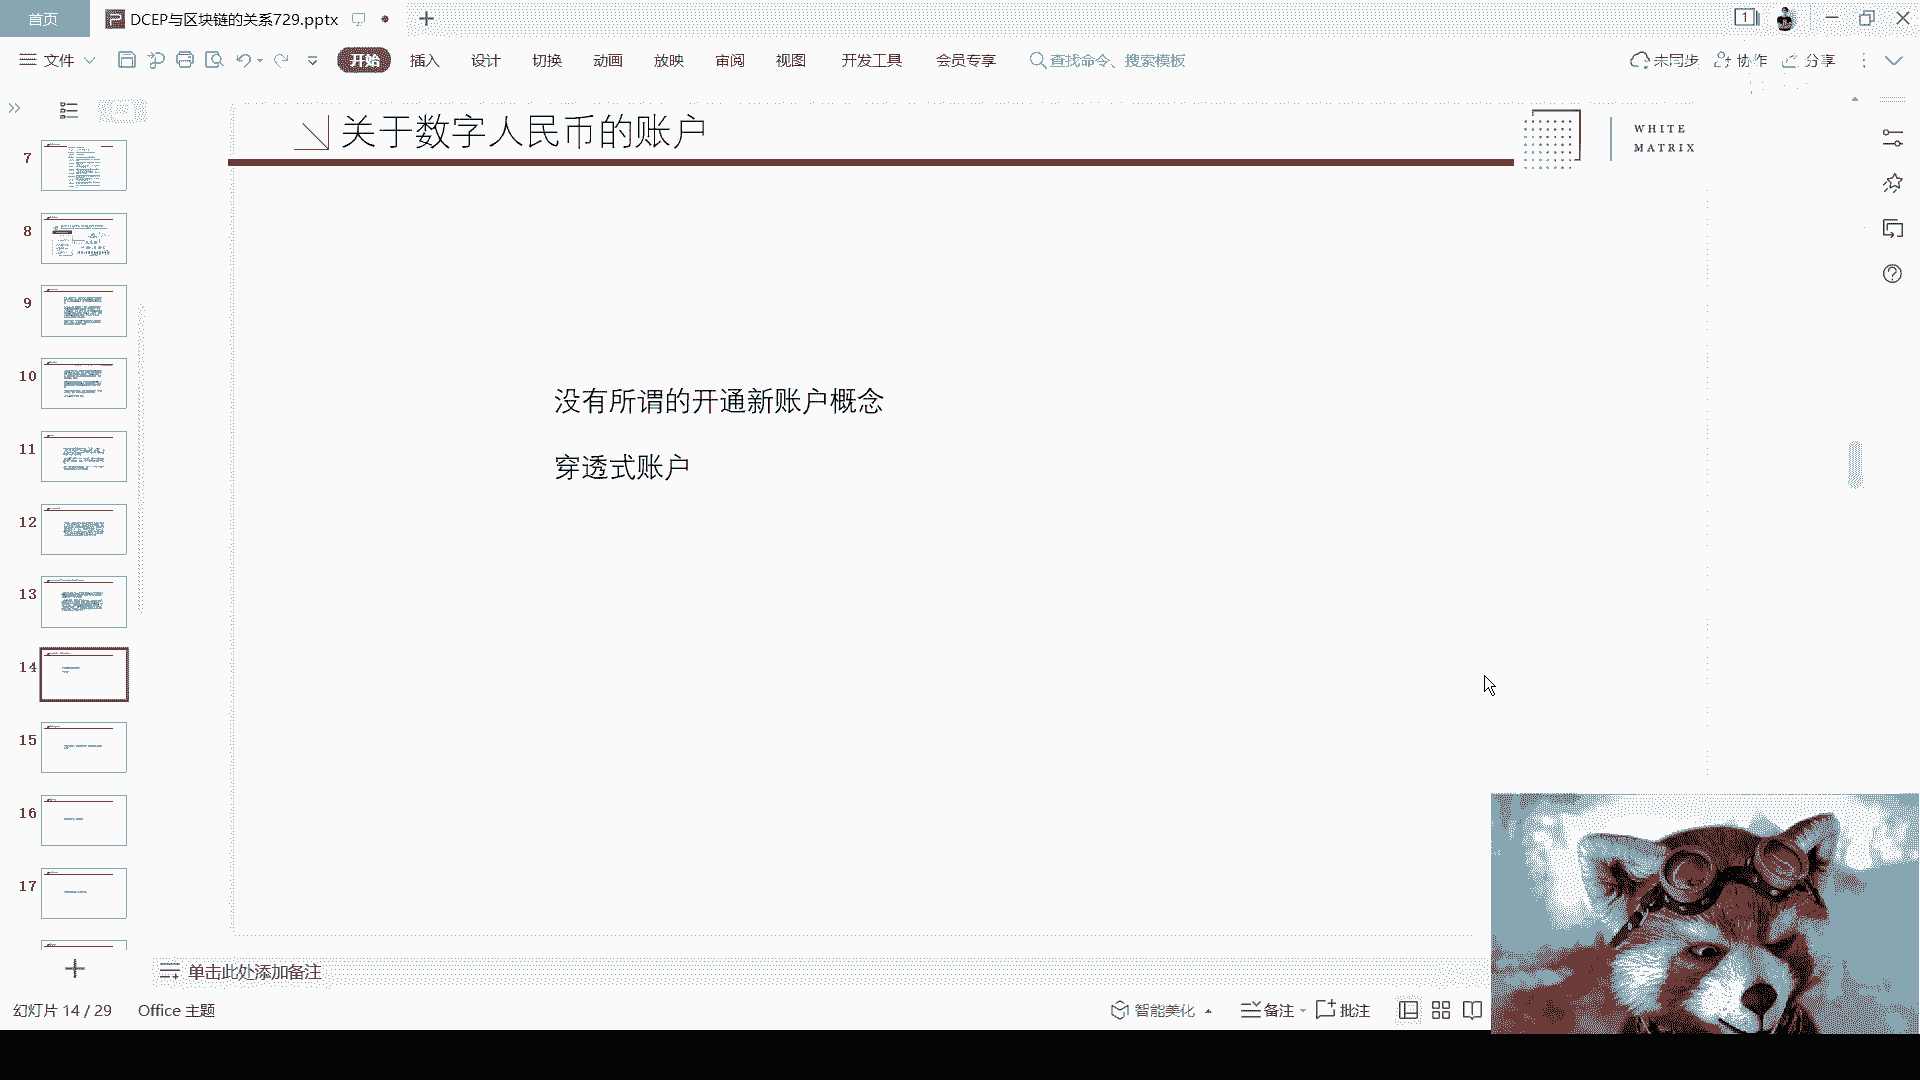 首页
DCEP与区块链的关系729.pptx
1
文件
开始
插入
设计
切换
动画
放映
审阅
视图
开发工具
会员专享
查找命令、搜索模板
未同步
协作
分享
关于数字人民币的账户
WHITE
MATRIX
没有所谓的开通新账户概念
穿透式账户
7
8
9
10
11
12
13
14
15
16
17
单击此处添加备注
幻灯片 14 / 29
Office 主题
智能美化
备注
批注